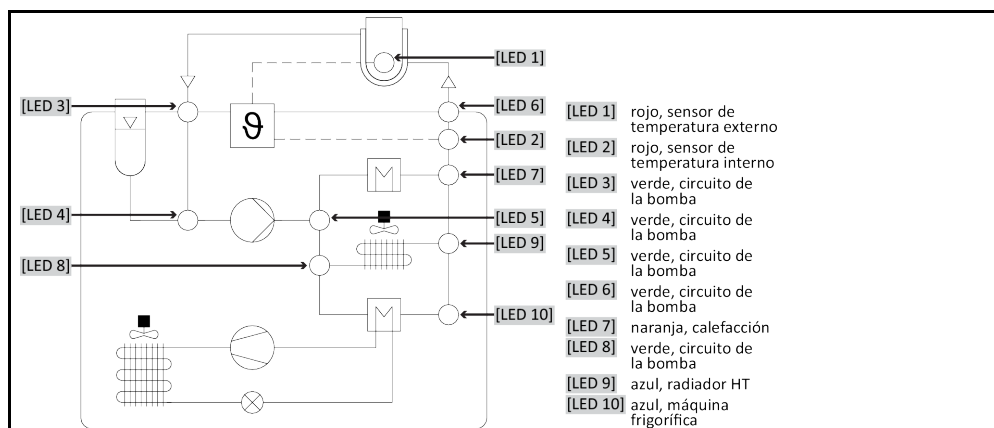 [LED 1]
[LED 3]
[LED 6]
ϑ
[LED 2]
[LED 7]
[LED 4]
[LED 5]
[LED 9]
[LED 8]
[LED 10]
[LED 1] rojo, sensor de
temperatura externo
[LED 2] rojo, sensor de
temperatura interno
[LED 3] verde, circuito de
la bomba
[LED 4] verde, circuito de
la bomba
[LED 5] verde, circuito de
la bomba
[LED 6] verde, circuito de
la bomba
[LED 7] naranja, calefacción
[LED 8] verde, circuito de
la bomba
[LED 9] azul, radiador HT
[LED 10] azul, máquina
frigorífica